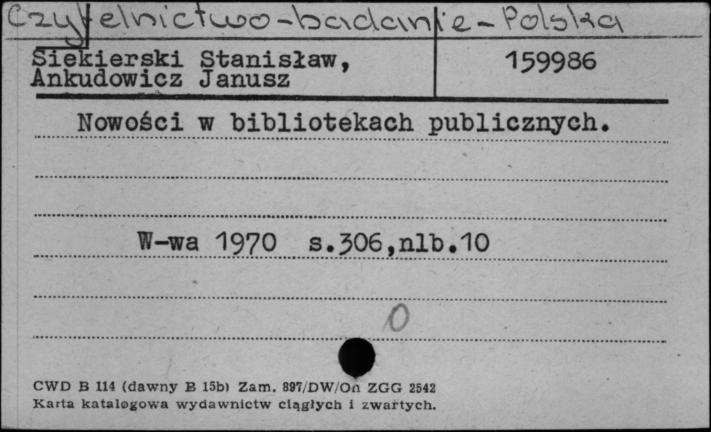 Czytelnictwo-badanie-Polska
Siekierski Stanisław,
Ankudowicz Janusz
159986
Nowości w bibliotekach publicznych.
W-wa 1970 s.306,nlb.10
0
CWD B 114 (dawny B 15b) Zam. 897/DW/On ZGG 2542
Karta katalogowa wydawnictw ciągłych i zwartych.